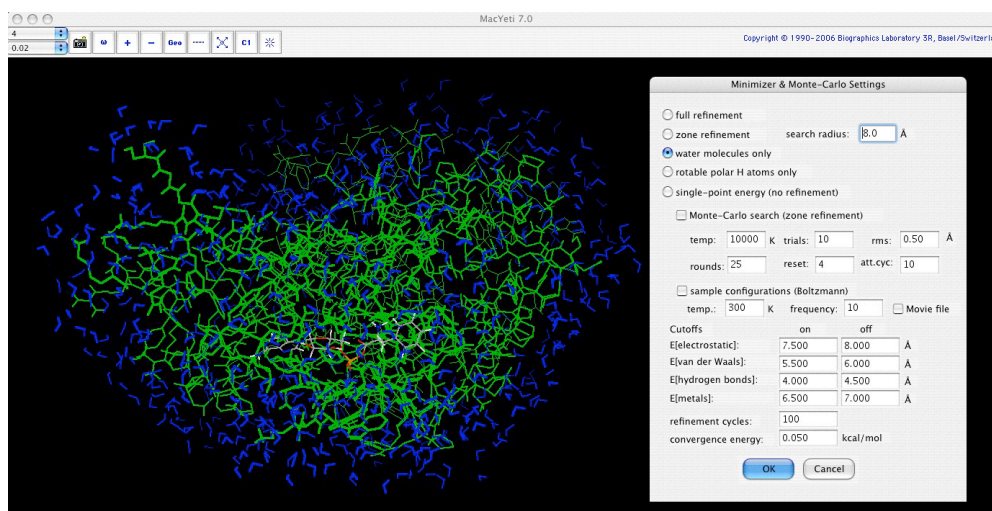 MacYeti 7.0
4
0.02
ω + − Geo C1
Copyright © 1990-2006 Biographics Laboratory 3R, Basel/Switzerl
Minimizer & Monte-Carlo Settings
full refinement
zone refinement search radius: 8.0 Å
water molecules only
rotable polar H atoms only
single-point energy (no refinement)
Monte-Carlo search (zone refinement)
temp: 10000 K trials: 10 rms: 0.50 Å
rounds: 25 reset: 4 att.cyc: 10
sample configurations (Boltzmann)
temp.: 300 K frequency: 10 Movie file
Cutoffs on off
E[electrostatic]: 7.500 8.000 Å
E[van der Waals]: 5.500 6.000 Å
E[hydrogen bonds]: 4.000 4.500 Å
E[metals]: 6.500 7.000 Å
refinement cycles: 100
convergence energy: 0.050 kcal/mol
OK Cancel